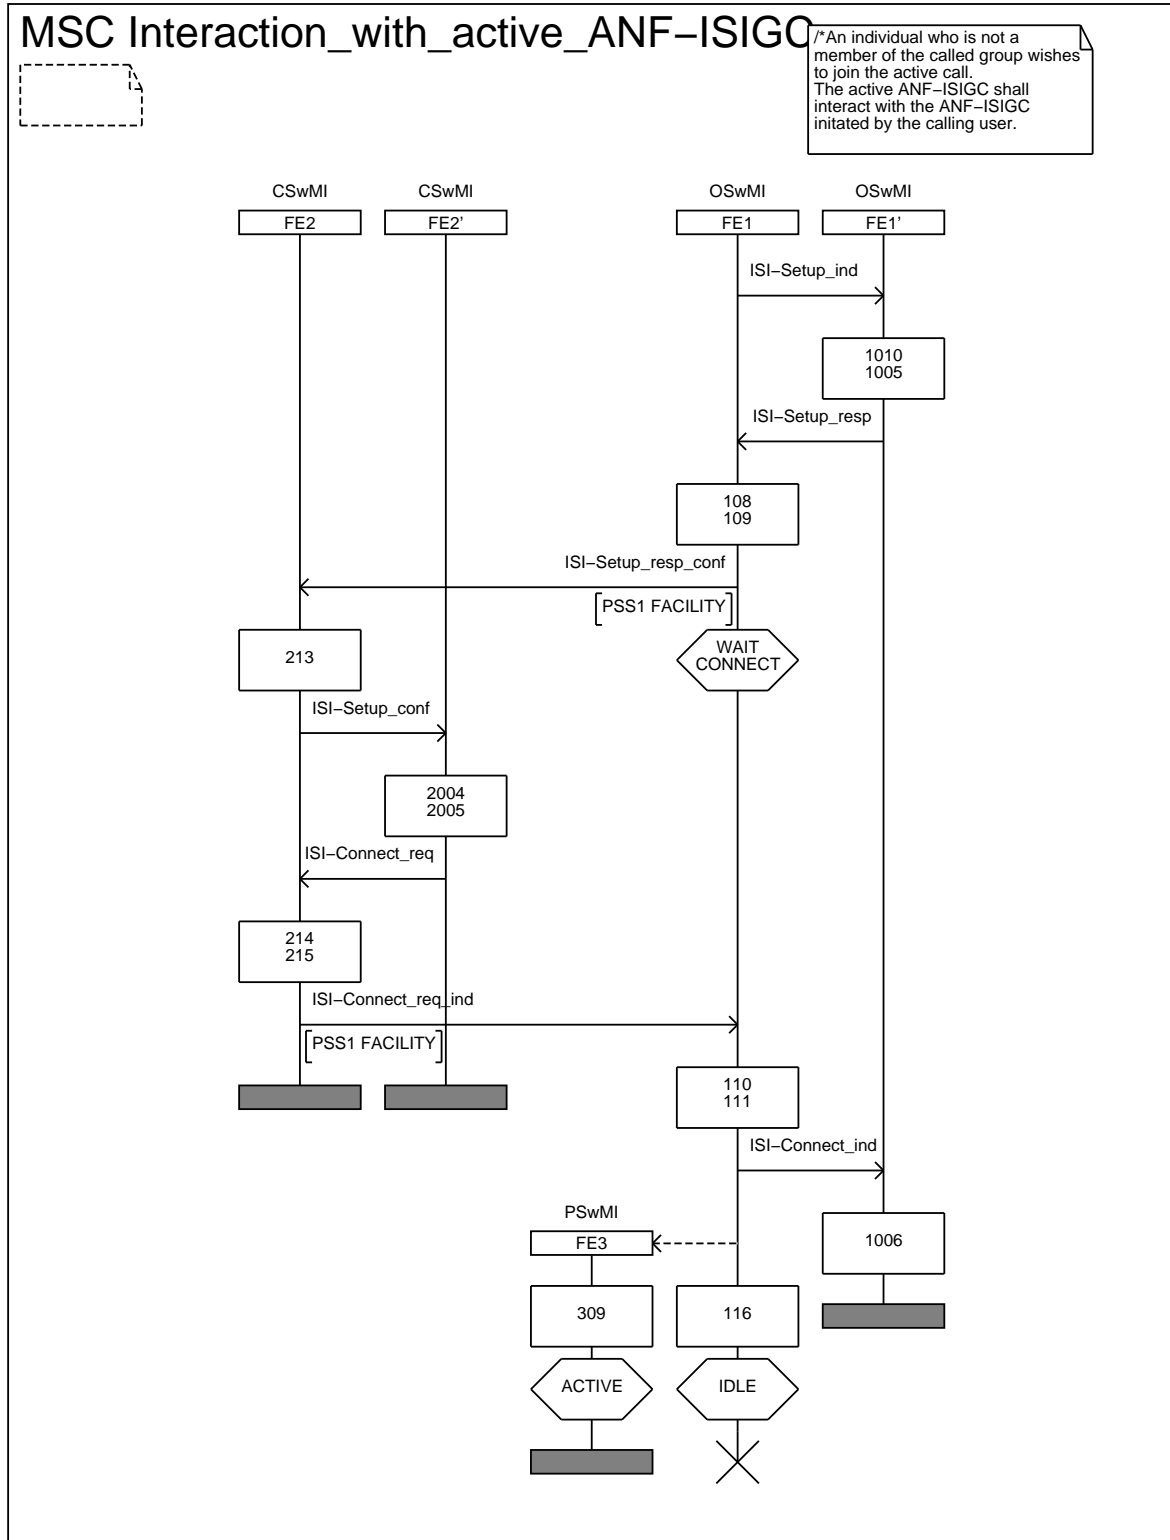 MSC Interaction_with_active_ANF–ISIGC
/*An individual who is not a
member of the called group wishes
to join the active call.
The active ANF–ISIGC shall
interact with the ANF–ISIGC
initated by the calling user.
CSwMI
CSwMI
OSwMI
OSwMI
FE2
FE2'
FE1
FE1'
ISI–Setup_ind
1010
1005
ISI–Setup_resp
108
109
ISI–Setup_resp_conf
PSS1 FACILITY
WAIT
CONNECT
213
ISI–Setup_conf
2004
2005
ISI–Connect_req
214
215
ISI–Connect_req_ind
PSS1 FACILITY
110
111
ISI–Connect_ind
PSwMI
FE3
1006
309
116
ACTIVE
IDLE